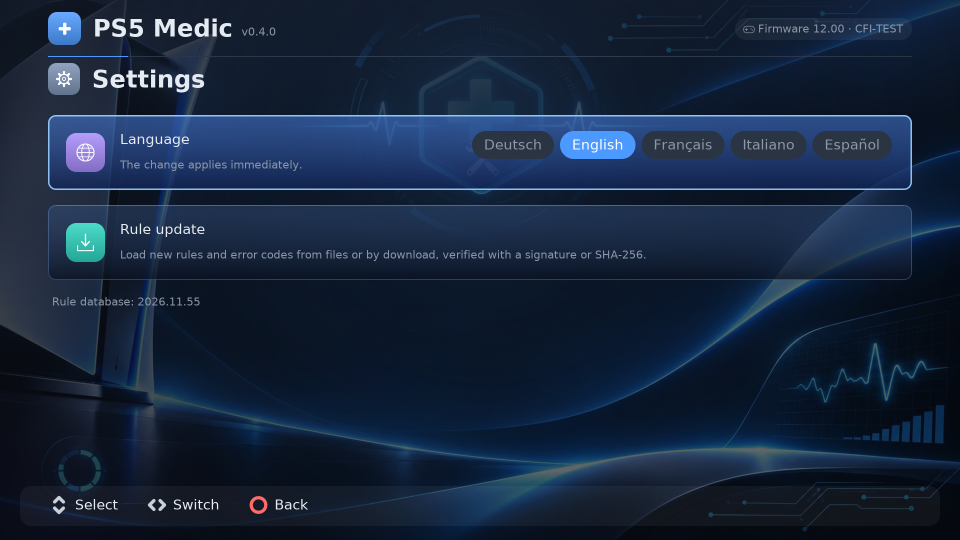 PS5 Medic v0.4.0
Firmware 12.00 · CFI-TEST
Settings
Language
Deutsch English Français Italiano Español
The change applies immediately.
Rule update
Load new rules and error codes from files or by download, verified with a signature or SHA-256.
Rule database: 2026.11.55
Select Switch Back